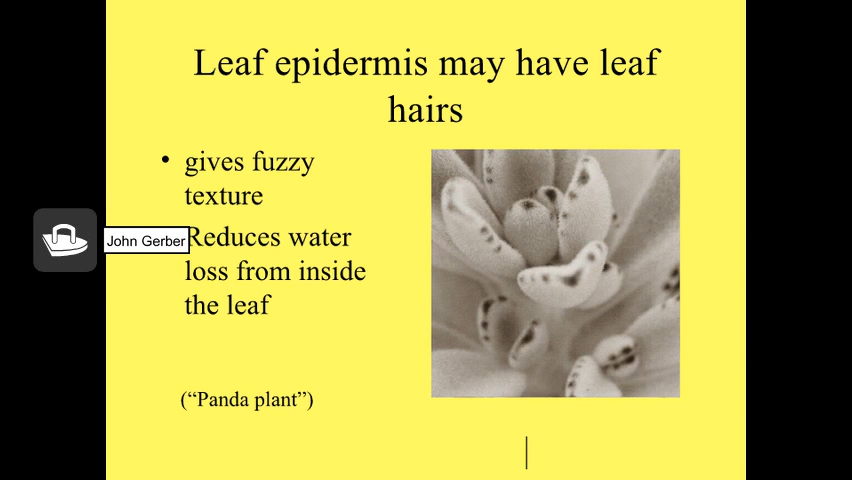 Leaf epidermis may have leaf
hairs
• gives fuzzy
texture
John Gerber
Reduces water
loss from inside
the leaf
(“Panda plant”)